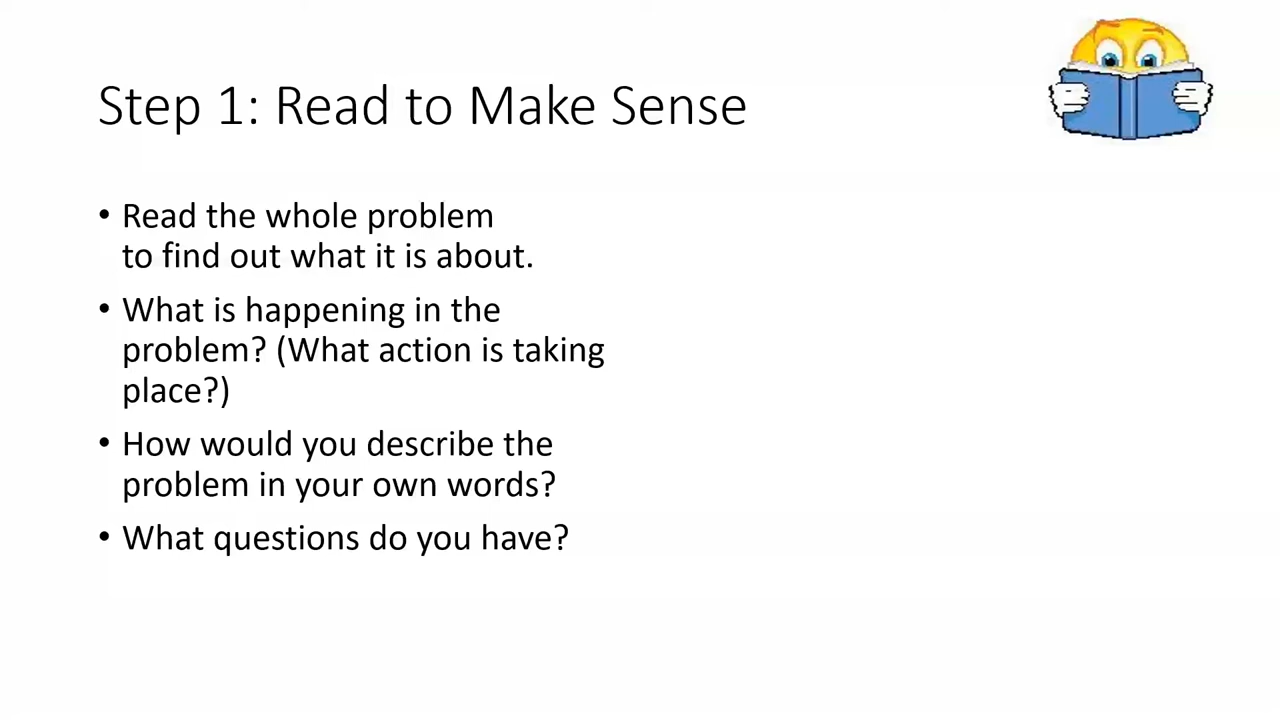 Step 1: Read to Make Sense
• Read the whole problem
to find out what it is about.
• What is happening in the
problem? (What action is taking
place?)
• How would you describe the
problem in your own words?
• What questions do you have?